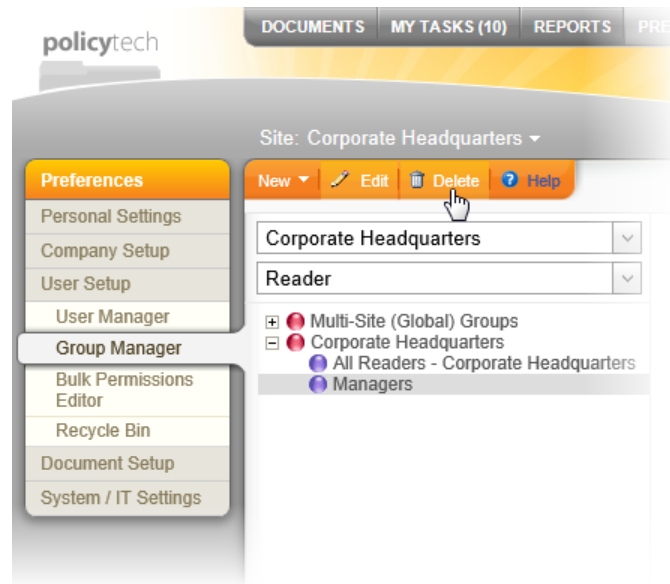 policytech
DOCUMENTS MY TASKS (10) REPORTS PRE
Site: Corporate Headquarters
Preferences
New Edit Delete Help
Personal Settings
Company Setup
User Setup
User Manager
Group Manager
Bulk Permissions
Editor
Recycle Bin
Document Setup
System / IT Settings
Corporate Headquarters
Reader
Multi-Site (Global) Groups
Corporate Headquarters
All Readers - Corporate Headquarters
Managers